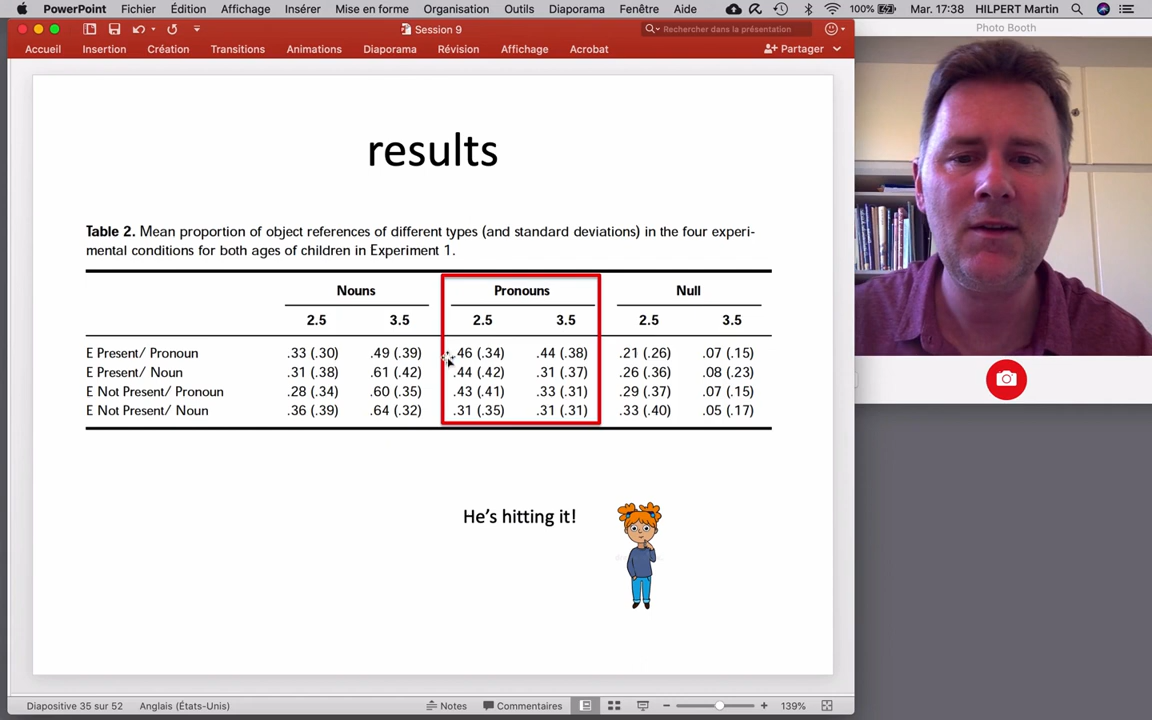 PowerPoint Fichier Édition Affichage Insérer Mise en forme Organisation Outils Diaporama Fenêtre Aide 100% Mar. 17:38 HILPERT Martin
Session 9 Rechercher dans la présentation
Photo Booth
Accueil Insertion Création Transitions Animations Diaporama Révision Affichage Acrobat Partager
results
Table 2. Mean proportion of object references of different types (and standard deviations) in the four experi-
mental conditions for both ages of children in Experiment 1.
Nouns Pronouns Null
2.5 3.5 2.5 3.5 2.5 3.5
E Present/ Pronoun .33 (.30) .49 (.39) .46 (.34) .44 (.38) .21 (.26) .07 (.15)
E Present/ Noun .31 (.38) .61 (.42) .44 (.42) .31 (.37) .26 (.36) .08 (.23)
E Not Present/ Pronoun .28 (.34) .60 (.35) .43 (.41) .33 (.31) .29 (.37) .07 (.15)
E Not Present/ Noun .36 (.39) .64 (.32) .31 (.35) .31 (.31) .33 (.40) .05 (.17)
He's hitting it!
Diapositive 35 sur 52 Anglais (États-Unis) Notes Commentaires 139%